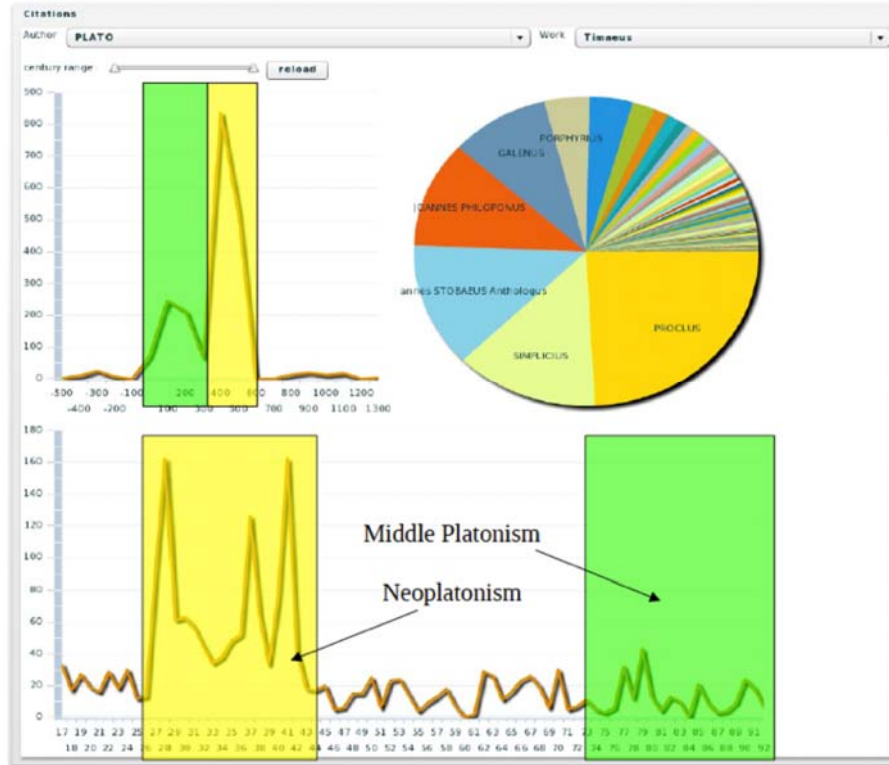 Citations
Author
PLATO
Work
Timaeus
century range
reload
900
800
700
600
500
400
300
200
100
0
-500 -300 -100 200 400 600 800 1000 1200
-400 -200 100 300 500 700 900 1100 1300
PORPHYRIUS
GALENUS
JOANNES PHILOPONUS
annes STOBAEUS Anthologus
SIMPLICIUS
PROCLUS
180
160
140
120
100
80
60
40
20
0
Middle Platonism
Neoplatonism
17 19 21 23 25 27 29 31 33 35 37 39 41 43 45 47 49 51 53 55 57 59 61 63 65 67 69 71 73 75 77 79 81 83 85 87 89 91
18 20 22 24 26 28 30 32 34 36 38 40 42 44 46 48 50 52 54 56 58 60 62 64 66 68 70 72 74 76 78 80 82 84 86 88 90 92